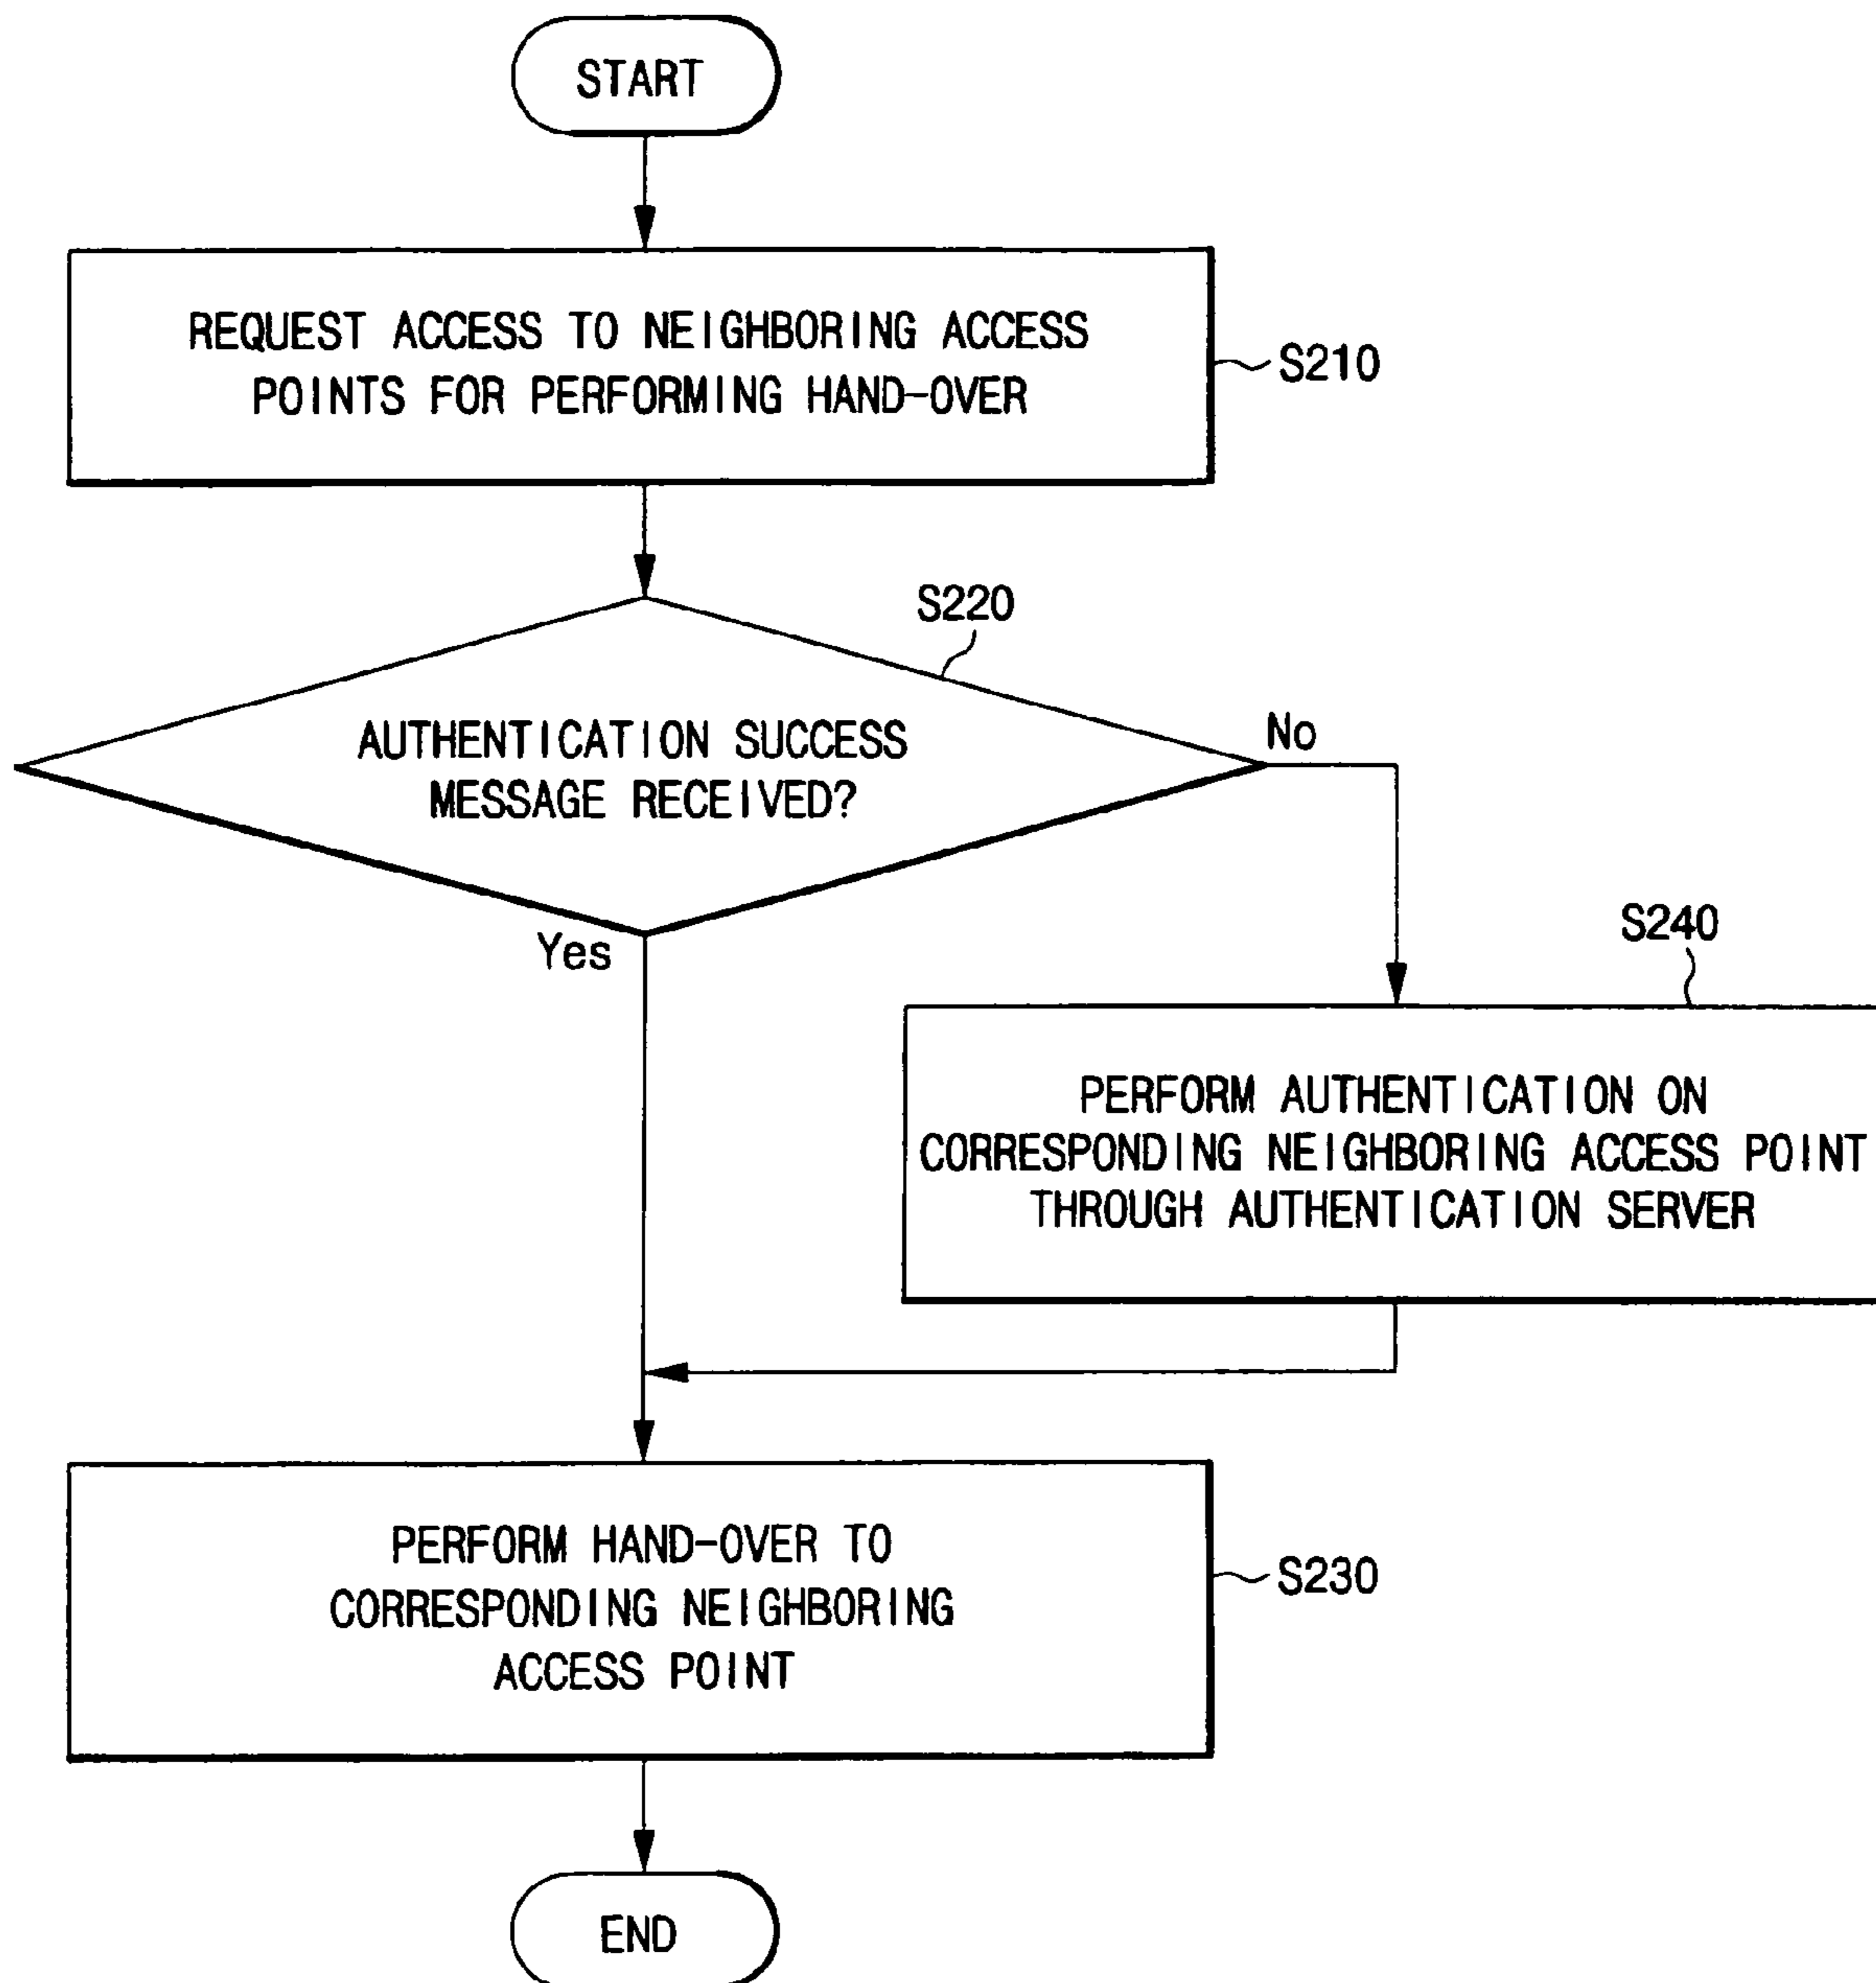 START
REQUEST ACCESS TO NEIGHBORING ACCESS
POINTS FOR PERFORMING HAND-OVER
S210
S220
AUTHENTICATION SUCCESS
MESSAGE RECEIVED?
No
Yes
S240
PERFORM AUTHENTICATION ON
CORRESPONDING NEIGHBORING ACCESS POINT
THROUGH AUTHENTICATION SERVER
PERFORM HAND-OVER TO
CORRESPONDING NEIGHBORING
ACCESS POINT
S230
END